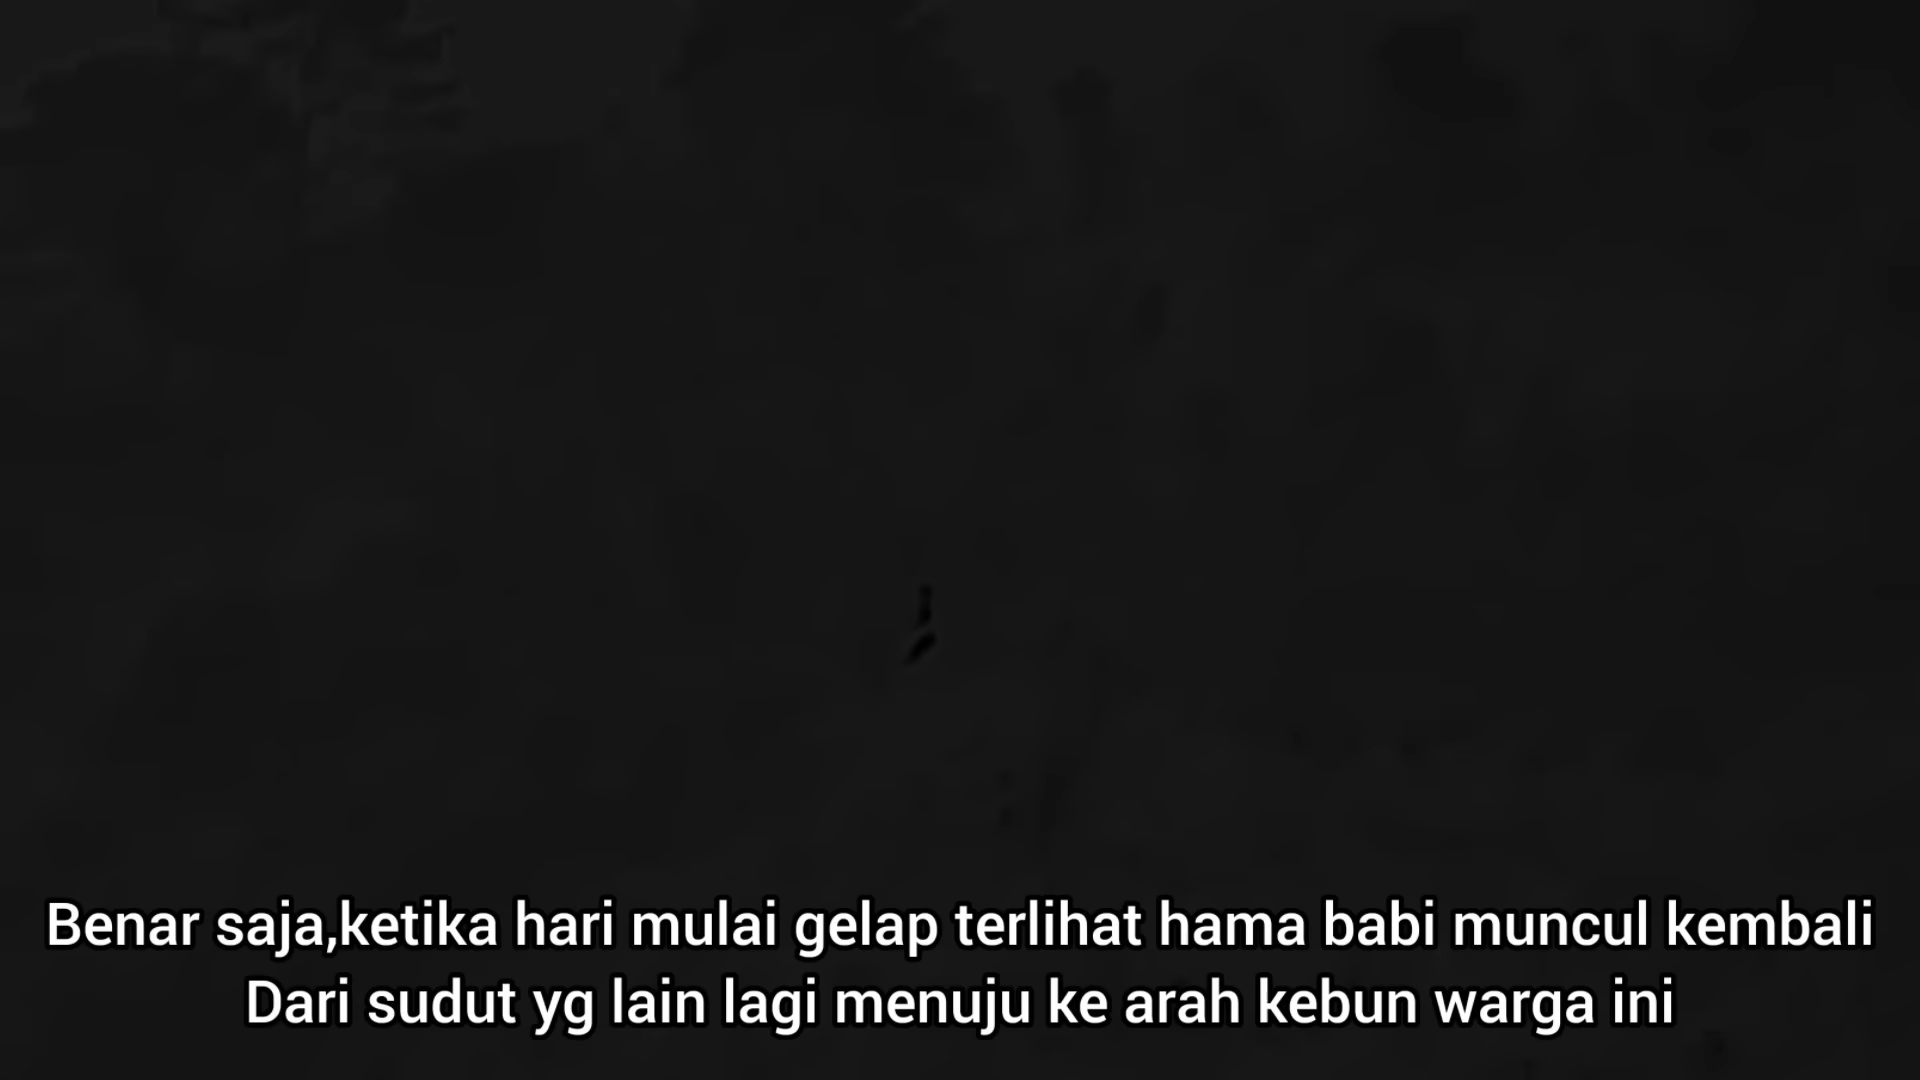 Benar saja,ketika hari mulai gelap terlihat hama babi muncul kembali
Dari sudut yg lain lagi menuju ke arah kebun warga ini